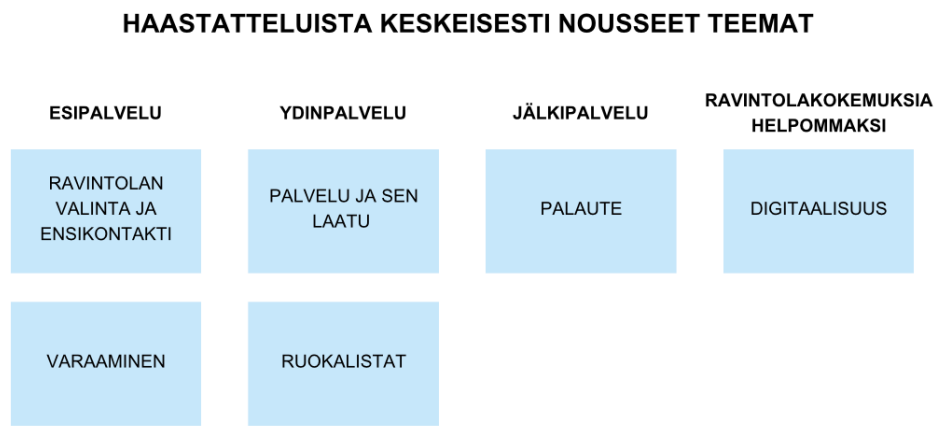 HAASTATTELUISTA KESKEISESTI NOUSSEET TEEMAT
ESIPALVELU
RAVINTOLAN
VALINTA JA
ENSIKONTAKTI
VARAAMINEN
YDINPALVELU
PALVELU JA SEN
LAATU
RUOKALISTAT
JÄLKIPALVELU
PALAUTE
RAVINTOLAKOKEMUKSIA
HELPOMMAKSI
DIGITAALISUUS